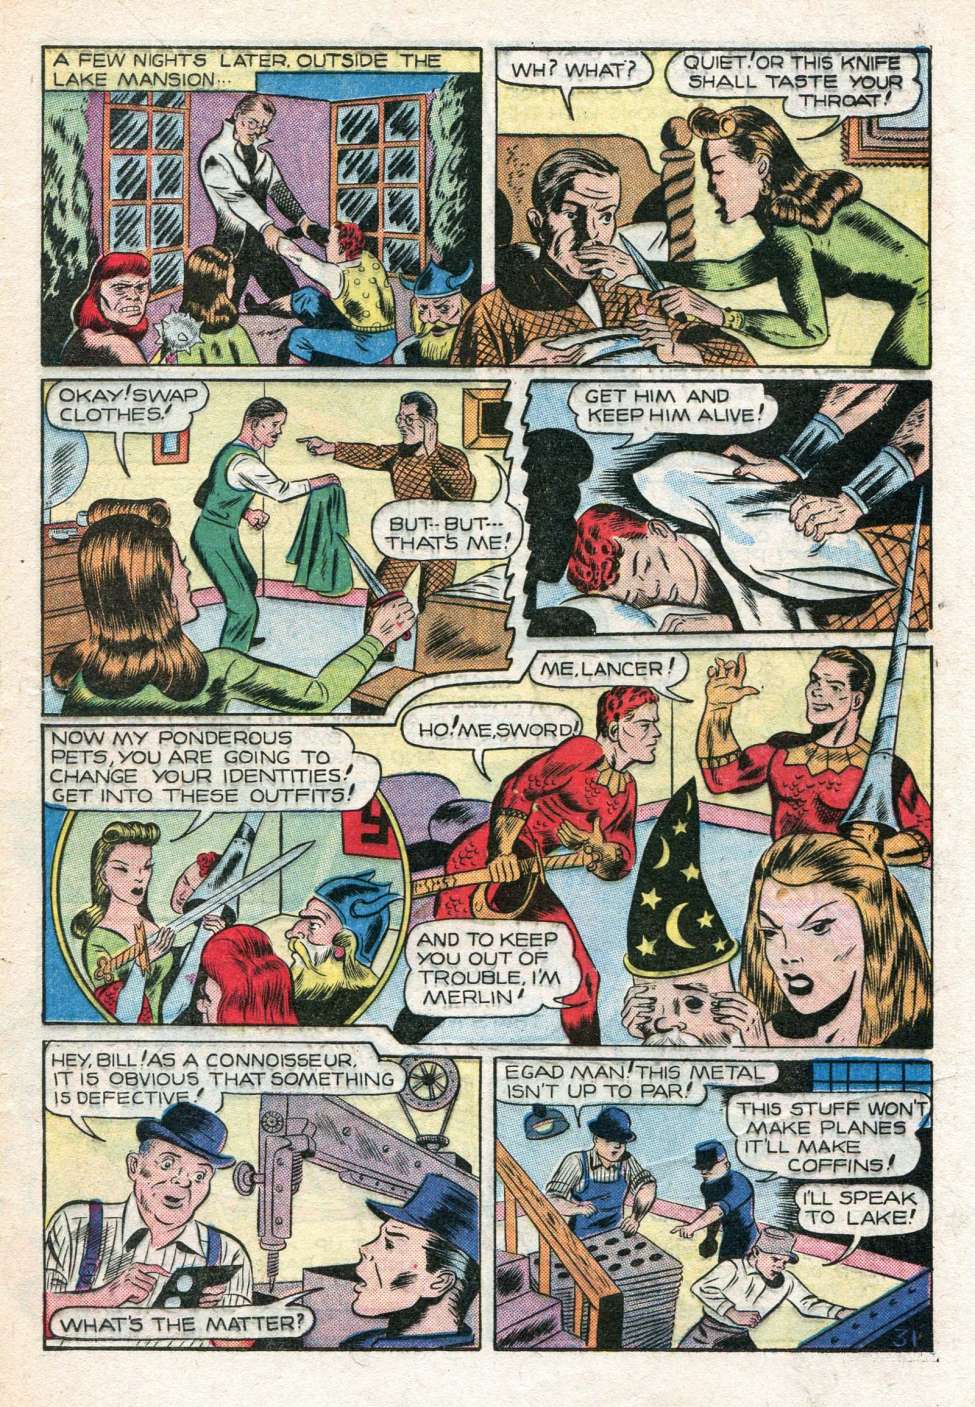 A FEW NIGHTS LATER, OUTSIDE THE
LAKE MANSION...
WH? WHAT?
QUIET! OR THIS KNIFE
SHALL TASTE YOUR
THROAT!
OKAY! SWAP
CLOTHES!
BUT-- BUT---
THAT'S ME!
GET HIM AND
KEEP HIM ALIVE!
NOW MY PONDEROUS
PETS, YOU ARE GOING TO
CHANGE YOUR IDENTITIES!
GET INTO THESE OUTFITS!
HO! ME, SWORD!
ME, LANCER!
AND TO KEEP
YOU OUT OF
TROUBLE, I'M
MERLIN!
HEY, BILL! AS A CONNOISSEUR,
IT IS OBVIOUS THAT SOMETHING
IS DEFECTIVE!
WHAT'S THE MATTER?
EGAD MAN! THIS METAL
ISN'T UP TO PAR!
THIS STUFF WON'T
MAKE PLANES
IT'LL MAKE
COFFINS!
I'LL SPEAK
TO LAKE!
31